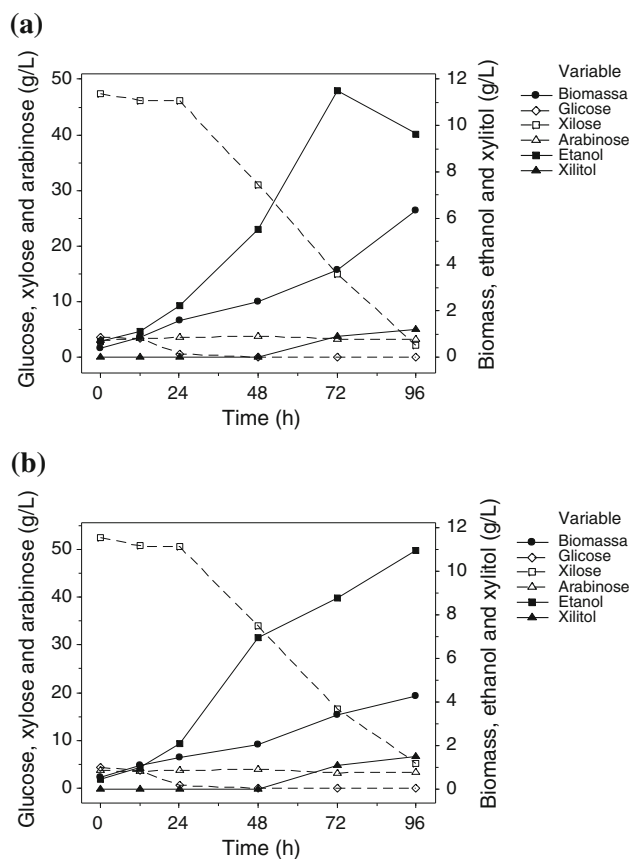 (a)
Glucose, xylose and arabinose (g/L)
50
40
30
20
10
0
12
10
8
6
4
2
0
Biomass, ethanol and xylitol (g/L)
0 24 48 72 96
Time (h)
Variable
Biomassa
Glicose
Xilose
Arabinose
Etanol
Xilitol
(b)
Glucose, xylose and arabinose (g/L)
50
40
30
20
10
0
12
10
8
6
4
2
0
Biomass, ethanol and xylitol (g/L)
0 24 48 72 96
Time (h)
Variable
Biomassa
Glicose
Xilose
Arabinose
Etanol
Xilitol